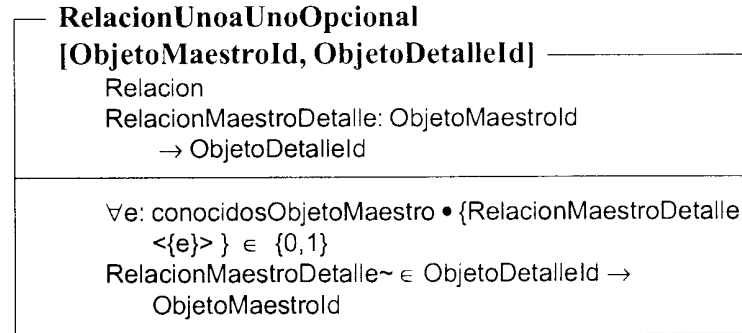 RelacionUnoaUnoOpcional
[ObjetoMaestroId, ObjetoDetalleId]
Relacion
RelacionMaestroDetalle: ObjetoMaestroId
→ ObjetoDetalleId
∀e: conocidosObjetoMaestro • {RelacionMaestroDetalle
<{e}> } ∈ {0,1}
RelacionMaestroDetalle~ ∈ ObjetoDetalleId →
ObjetoMaestroId